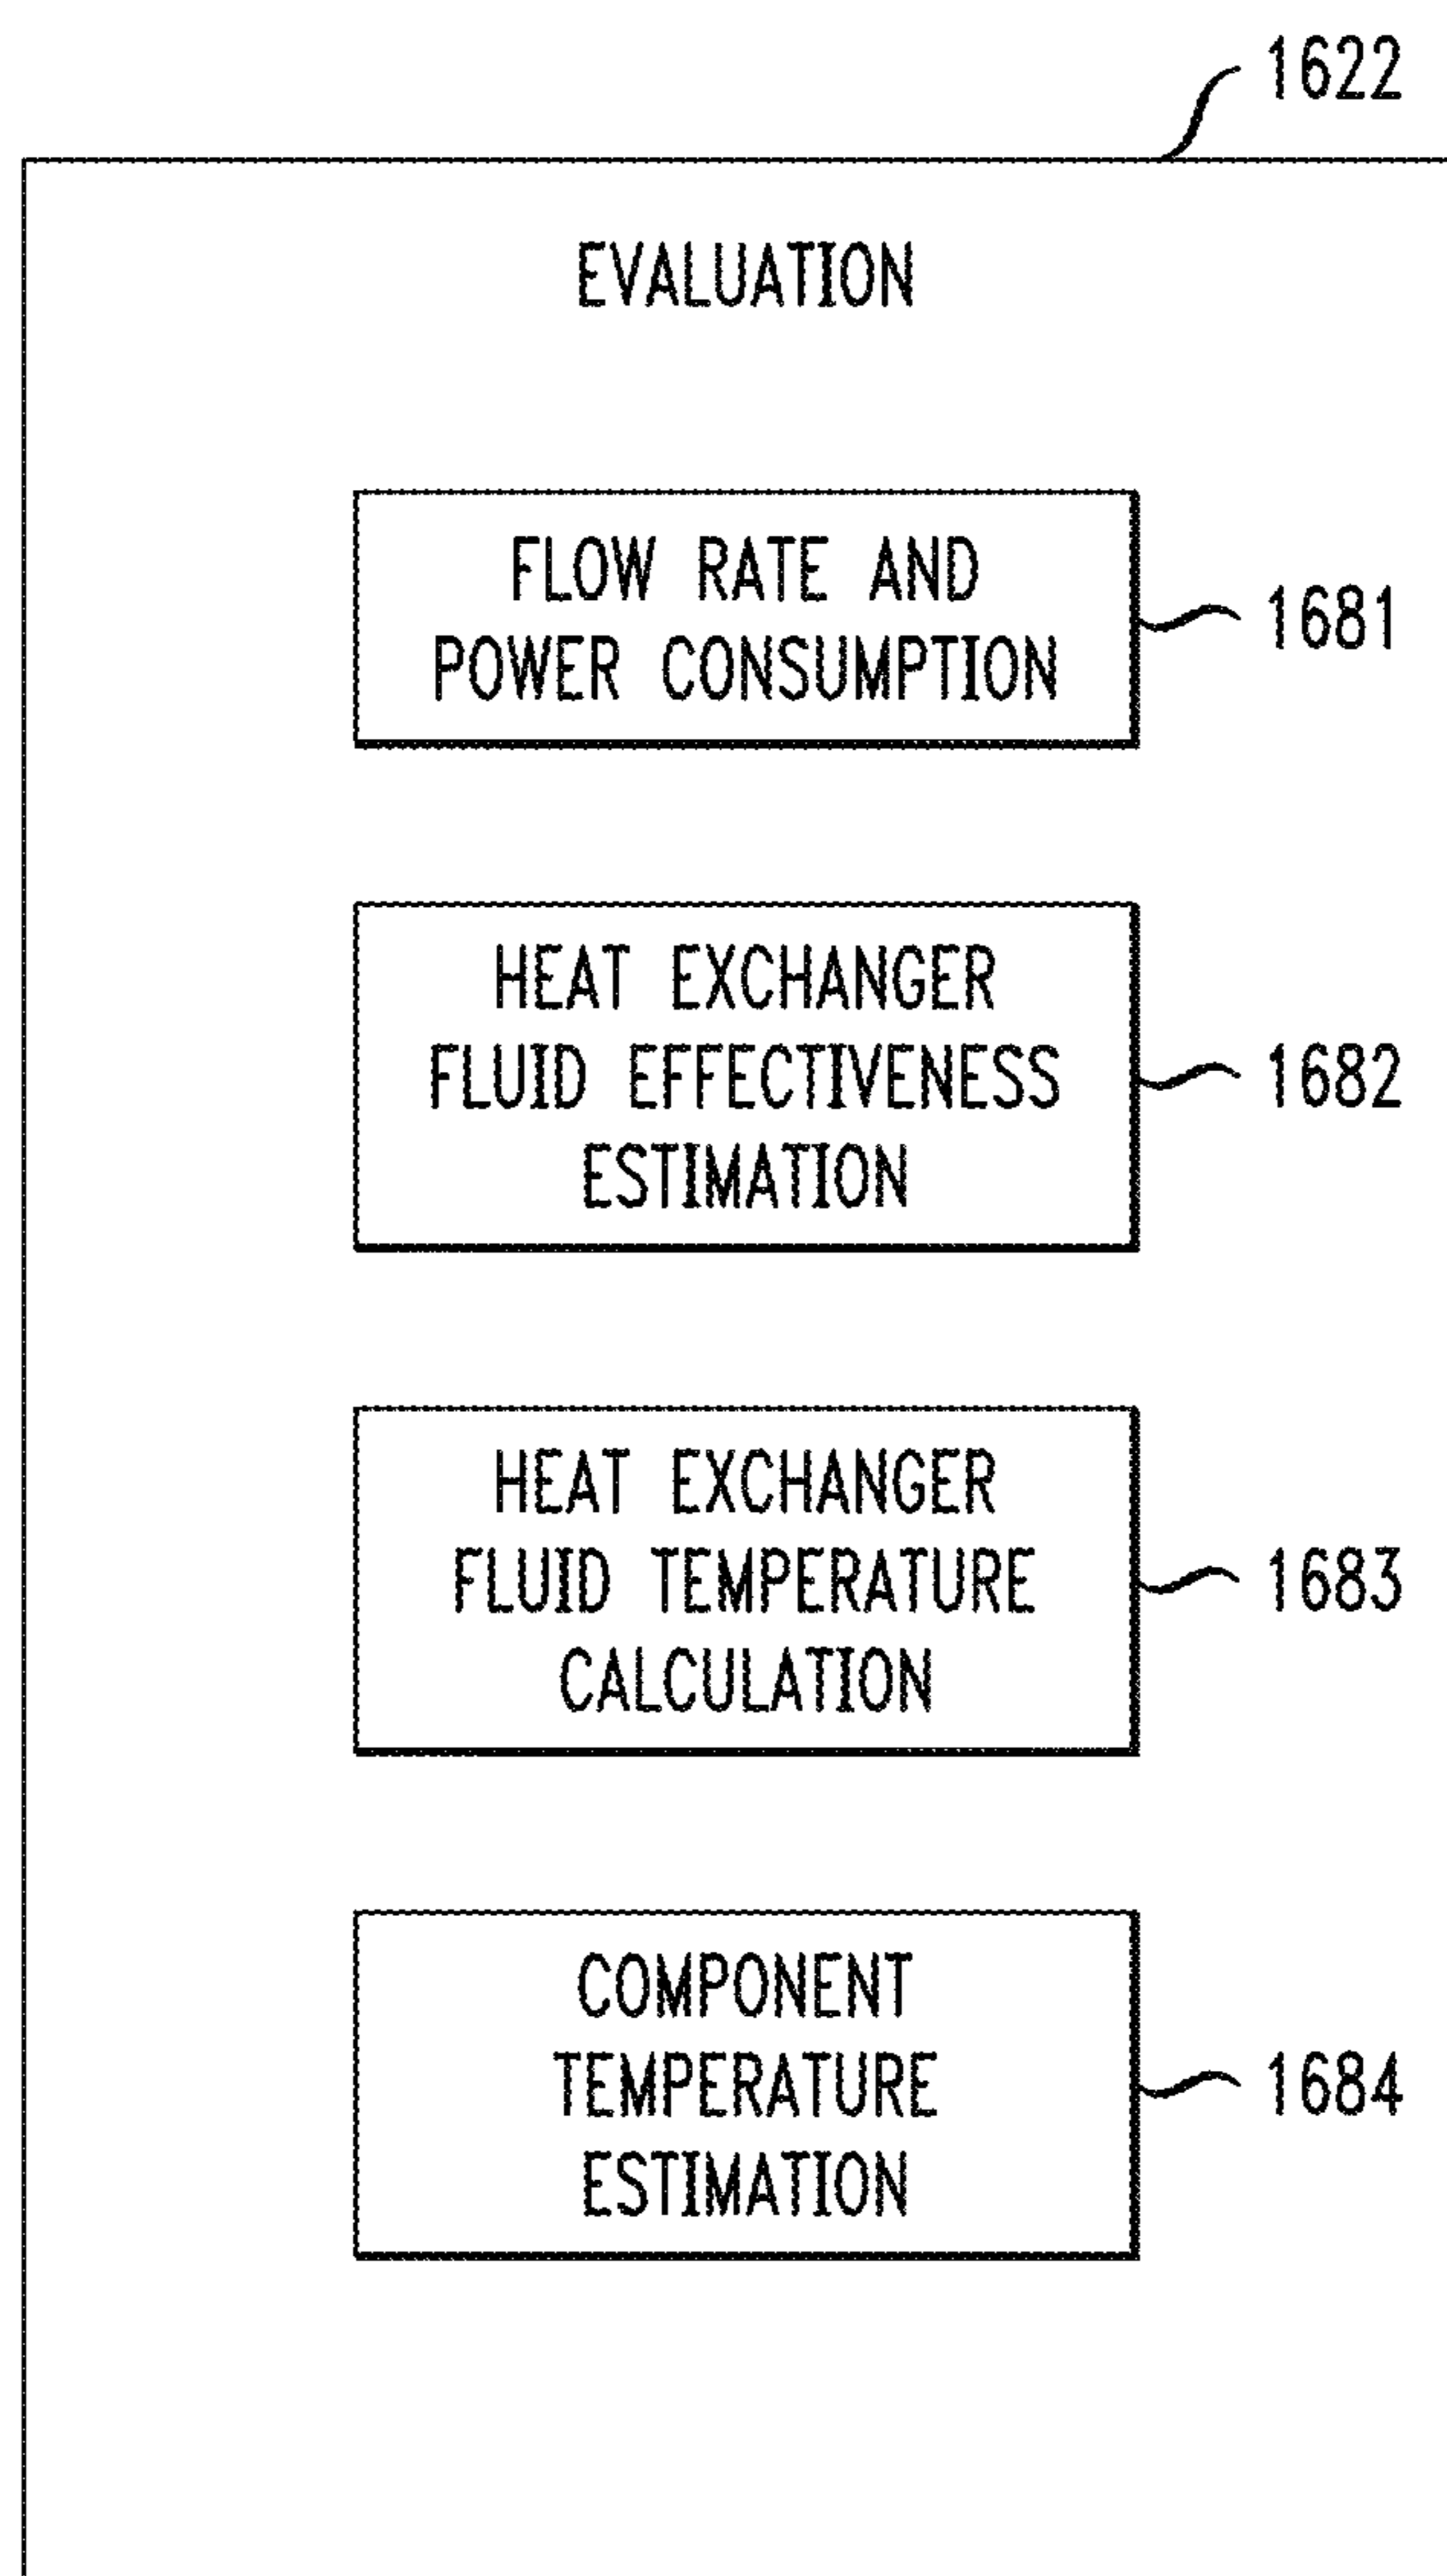 1622
EVALUATION
FLOW RATE AND
POWER CONSUMPTION
1681
HEAT EXCHANGER
FLUID EFFECTIVENESS
ESTIMATION
1682
HEAT EXCHANGER
FLUID TEMPERATURE
CALCULATION
1683
COMPONENT
TEMPERATURE
ESTIMATION
1684